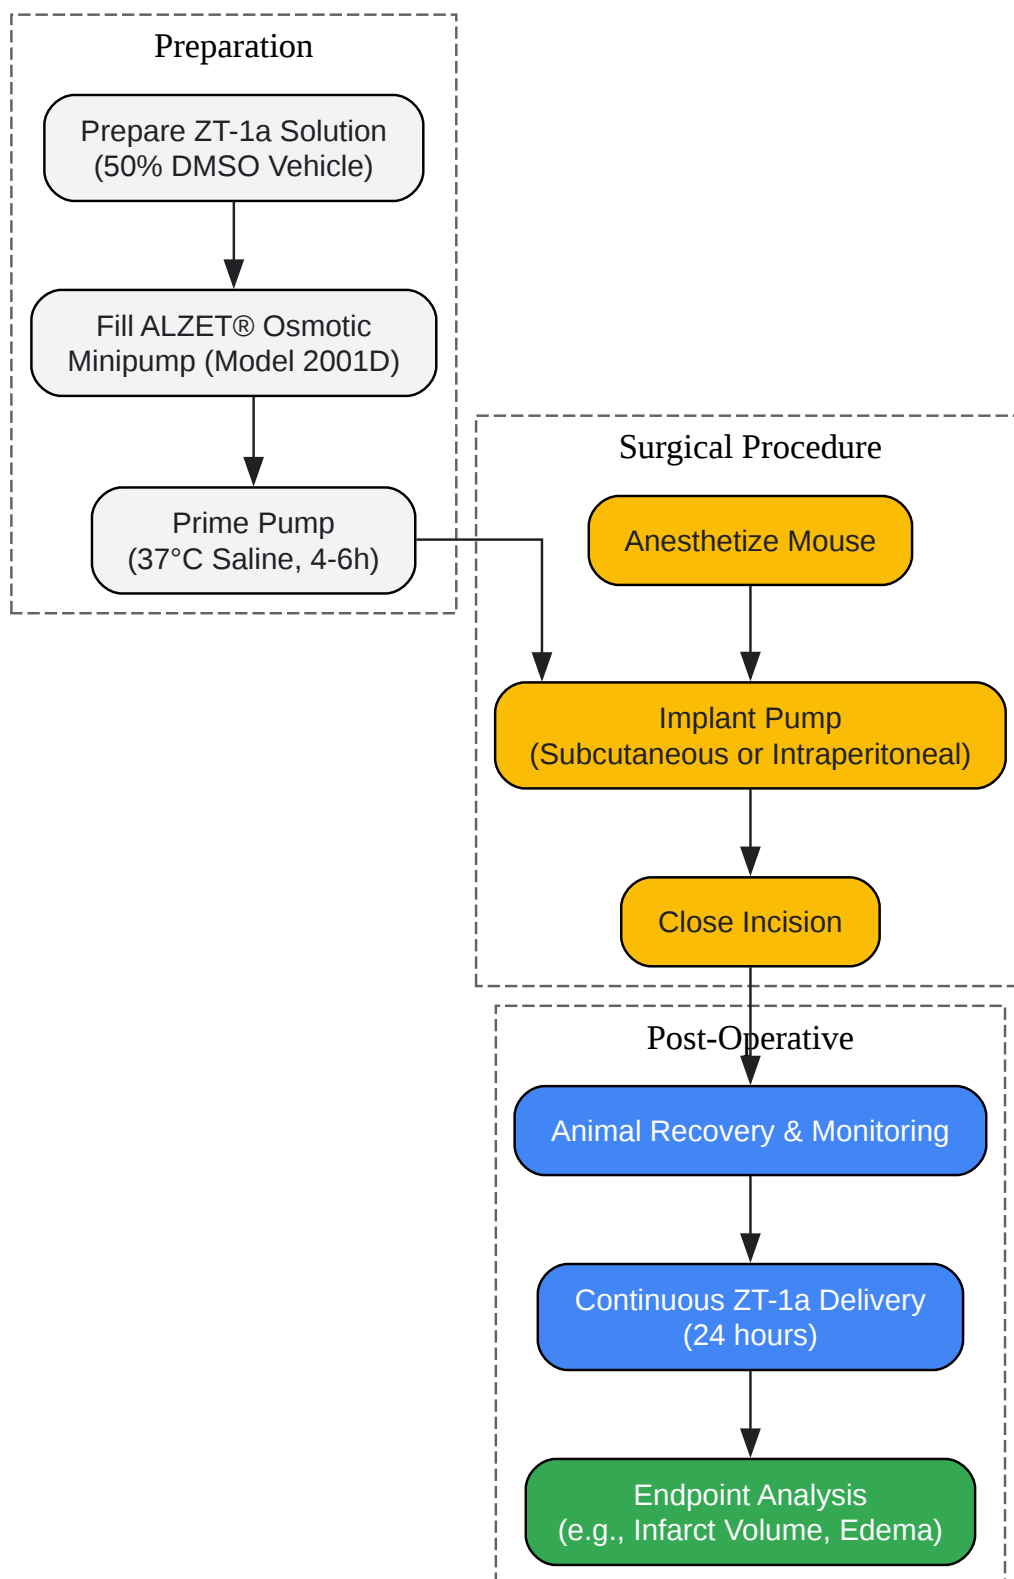 Preparation
Prepare ZT-1a Solution
(50% DMSO Vehicle)
Fill ALZET® Osmotic
Minipump (Model 2001D)
Prime Pump
(37°C Saline, 4-6h)
Surgical Procedure
Anesthetize Mouse
Implant Pump
(Subcutaneous or Intraperitoneal)
Close Incision
Post-Operative
Animal Recovery & Monitoring
Continuous ZT-1a Delivery
(24 hours)
Endpoint Analysis
(e.g., Infarct Volume, Edema)